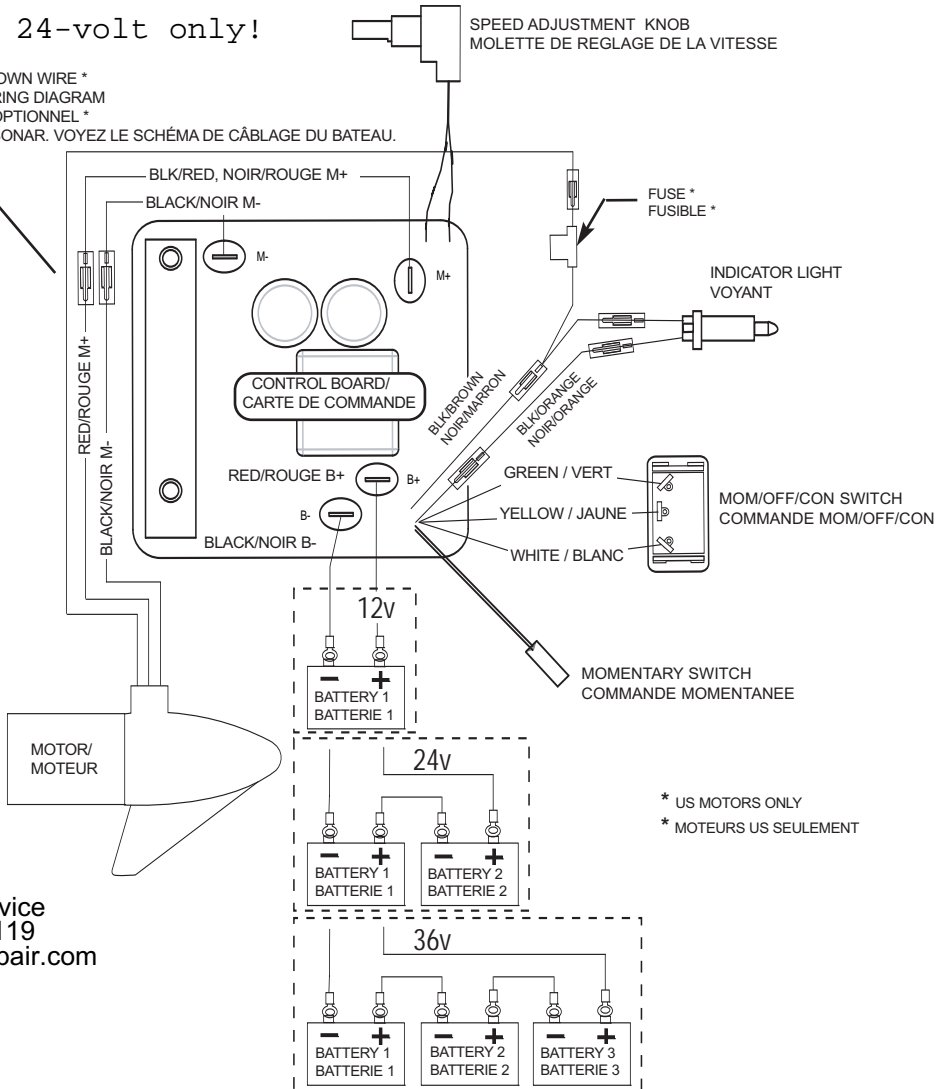 24-volt only!
SPEED ADJUSTMENT KNOB
MOLETTE DE REGLAGE DE LA VITESSE
OWN WIRE *
RING DIAGRAM
OPTIONNEL *
SONAR. VOYEZ LE SCHÉMA DE CÂBLAGE DU BATEAU.
BLK/RED, NOIR/ROUGE M+
BLACK/NOIR M-
FUSE *
FUSIBLE *
M-
M+
INDICATOR LIGHT
VOYANT
RED/ROUGE M+
BLACK/NOIR M-
CONTROL BOARD/
CARTE DE COMMANDE
BLK/BROWN
NOIR/MARRON
BLK/ORANGE
NOIR/ORANGE
RED/ROUGE B+
B+
B-
BLACK/NOIR B-
GREEN / VERT
YELLOW / JAUNE
WHITE / BLANC
MOM/OFF/CON SWITCH
COMMANDE MOM/OFF/CON
12v
BATTERY 1
BATTERIE 1
MOMENTARY SWITCH
COMMANDE MOMENTANEE
MOTOR/
MOTEUR
24v
BATTERY 1
BATTERIE 1
BATTERY 2
BATTERIE 2
* US MOTORS ONLY
* MOTEURS US SEULEMENT
vice
119
pair.com
36v
BATTERY 1
BATTERIE 1
BATTERY 2
BATTERIE 2
BATTERY 3
BATTERIE 3